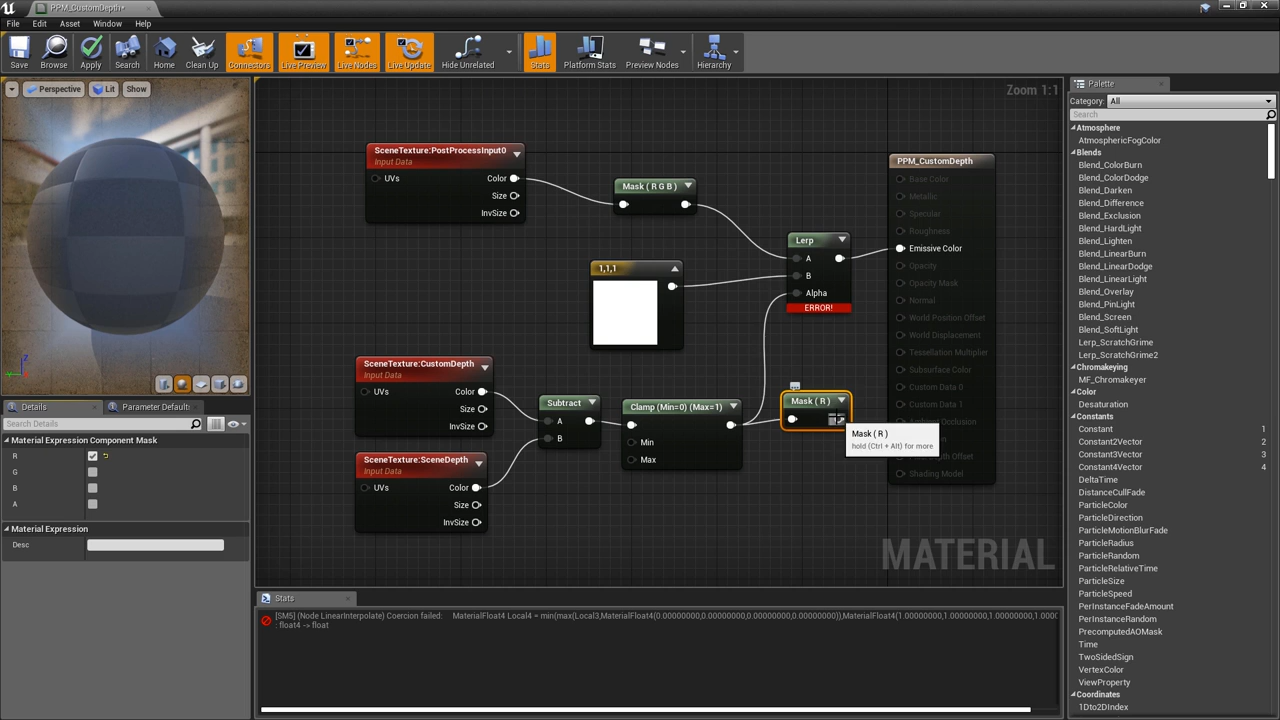 PPM_CustomDepth*
File Edit Asset Window Help
Save Browse Apply Search Home Clean Up Connectors Live Preview Live Nodes Live Update Hide Unrelated Stats Platform Stats Preview Nodes Hierarchy
Perspective Lit Show
Zoom 1:1
SceneTexture:PostProcessInput0
Input Data
UVs Color
Size
InvSize
Mask ( R G B )
1,1,1
Lerp
A
B
Alpha
ERROR!
SceneTexture:CustomDepth
Input Data
UVs Color
Size
InvSize
SceneTexture:SceneDepth
Input Data
UVs Color
Size
InvSize
Subtract
A
B
Clamp (Min=0) (Max=1)
Min
Max
Mask ( R )
Mask ( R )
hold (Ctrl + Alt) for more
PPM_CustomDepth
Base Color
Metallic
Specular
Roughness
Emissive Color
Opacity
Opacity Mask
Normal
World Position Offset
World Displacement
Tessellation Multiplier
Subsurface Color
Custom Data 0
Custom Data 1
Occlusion
Depth Offset
Shading Model
MATERIAL
Details Parameter Default
Search Details
Material Expression Component Mask
R
G
B
A
Material Expression
Desc
Stats
[SM5] (Node LinearInterpolate) Coercion failed: MaterialFloat4 Local4 = min(max(Local3,MaterialFloat4(0.00000000,0.00000000,0.00000000,0.00000000)),MaterialFloat4(1.00000000,1.00000000,1.00000000,1.0000
: float4 -> float
Palette
Category: All
Search
Atmosphere
AtmosphericFogColor
Blends
Blend_ColorBurn
Blend_ColorDodge
Blend_Darken
Blend_Difference
Blend_Exclusion
Blend_HardLight
Blend_Lighten
Blend_LinearBurn
Blend_LinearDodge
Blend_LinearLight
Blend_Overlay
Blend_PinLight
Blend_Screen
Blend_SoftLight
Lerp_ScratchGrime
Lerp_ScratchGrime2
Chromakeying
MF_Chromakeyer
Color
Desaturation
Constants
Constant 1
Constant2Vector 2
Constant3Vector 3
Constant4Vector 4
DeltaTime
DistanceCullFade
ParticleColor
ParticleDirection
ParticleMotionBlurFade
ParticleRadius
ParticleRandom
ParticleRelativeTime
ParticleSize
ParticleSpeed
PerInstanceFadeAmount
PerInstanceRandom
PrecomputedAOMask
Time
TwoSidedSign
VertexColor
ViewProperty
Coordinates
1Dto2DIndex